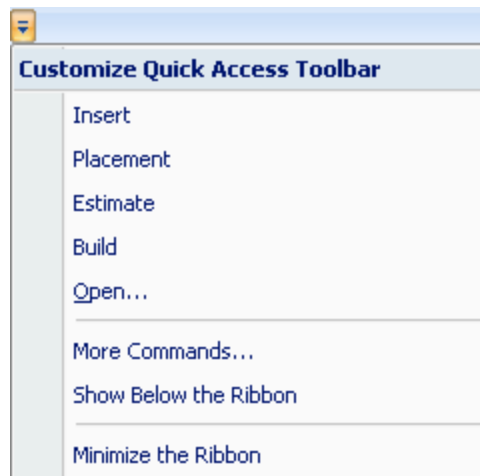 Customize Quick Access Toolbar
Insert
Placement
Estimate
Build
Open...
More Commands...
Show Below the Ribbon
Minimize the Ribbon